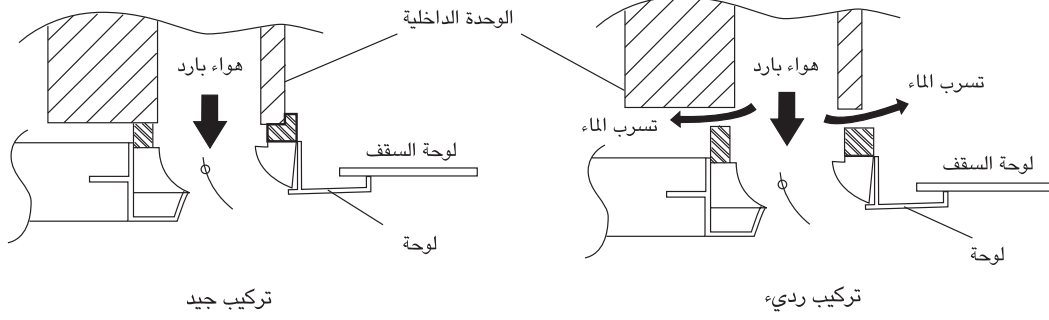 الوحدة الداخلية
هواء بارد
هواء بارد
تسرب الماء
تسرب الماء
لوحة السقف
لوحة السقف
لوحة
لوحة
تركيب رديء
تركيب جيد